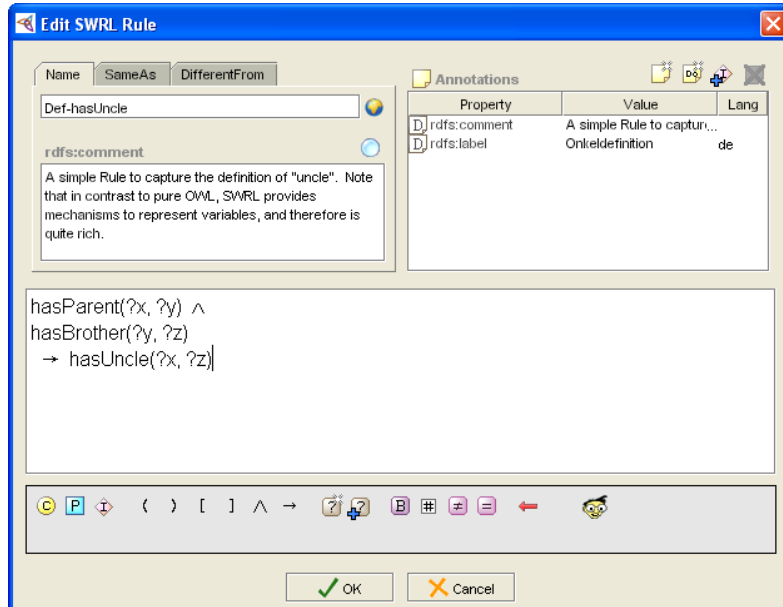 Edit SWRL Rule
Name SameAs DifferentFrom
Def-hasUncle
rdfs:comment
A simple Rule to capture the definition of "uncle". Note
that in contrast to pure OWL, SWRL provides
mechanisms to represent variables, and therefore is
quite rich.
Annotations
Property Value Lang
rdfs:comment A simple Rule to captur...
rdfs:label Onkeldefinition de
hasParent(?x, ?y) ∧
hasBrother(?y, ?z)
→ hasUncle(?x, ?z)
C P I ( ) [ ] ∧ → ? ? B # ≠ =
OK Cancel